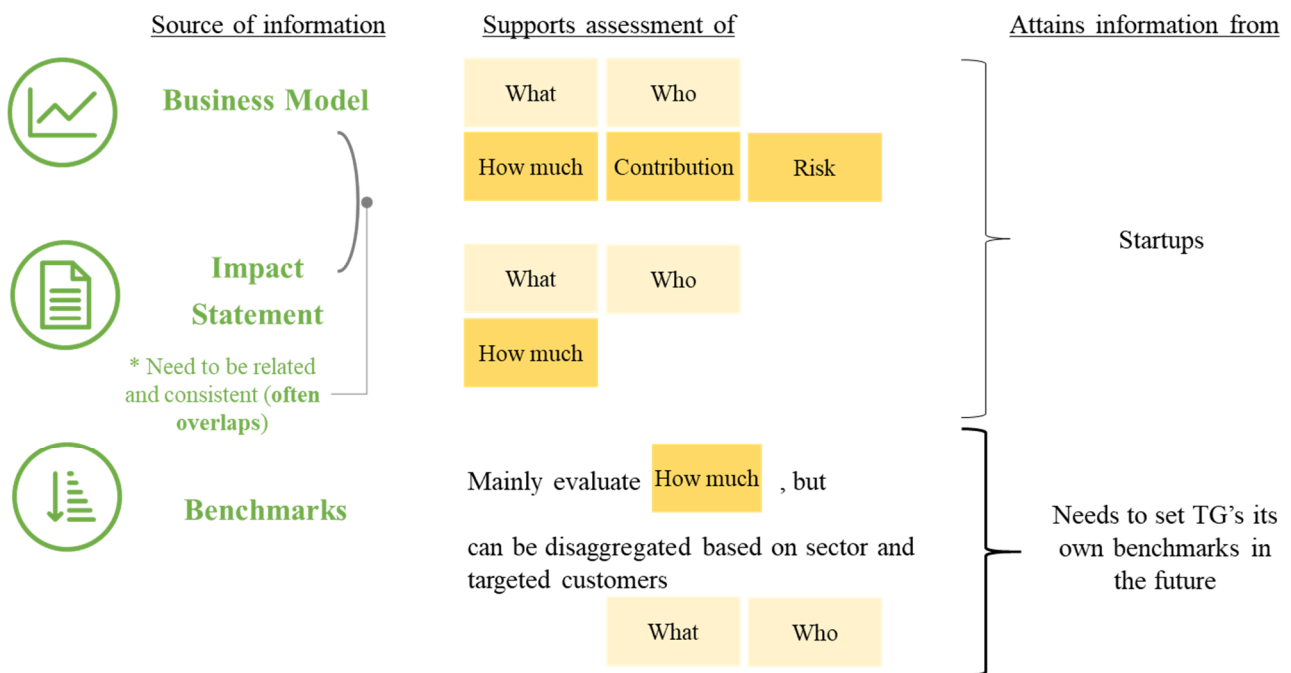 Source of information
Supports assessment of
Attains information from
Business Model
What
Who
How much
Contribution
Risk
Impact
Statement
* Need to be related
and consistent (often
overlaps)
What
Who
How much
Startups
Benchmarks
Mainly evaluate How much , but
can be disaggregated based on sector and
targeted customers
What
Who
Needs to set TG’s its
own benchmarks in
the future